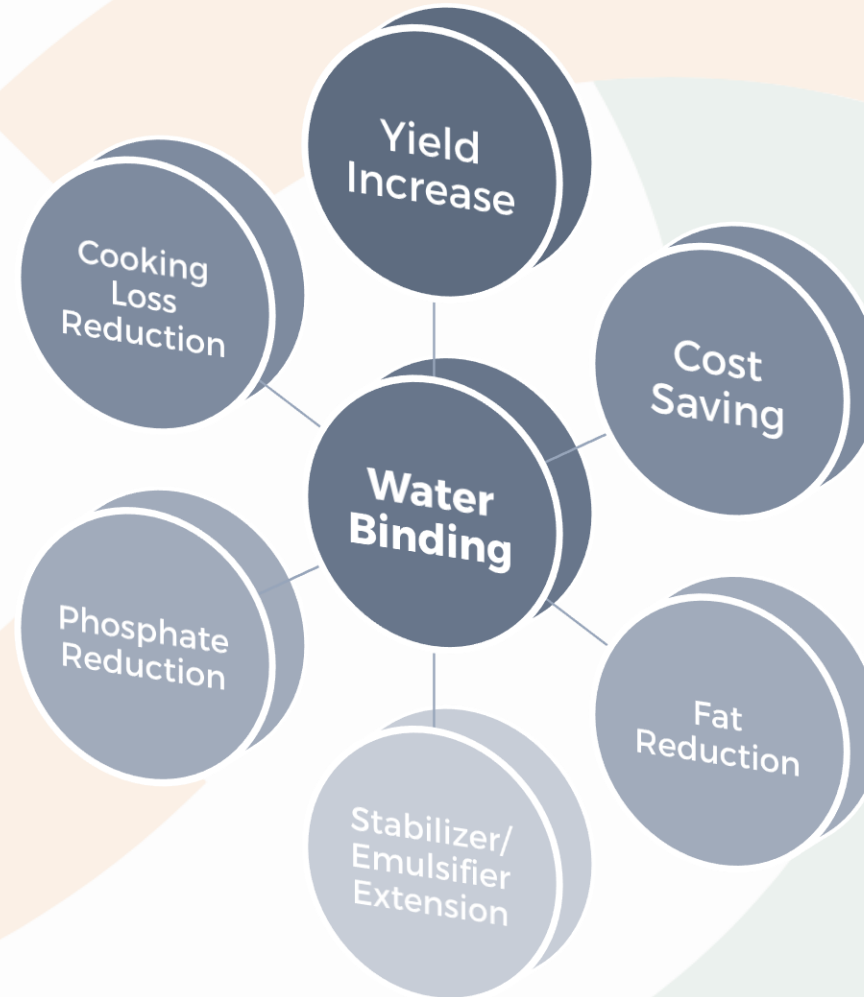 Yield
Increase
Cooking
Loss
Reduction
Cost
Saving
Water
Binding
Phosphate
Reduction
Fat
Reduction
Stabilizer/
Emulsifier
Extension